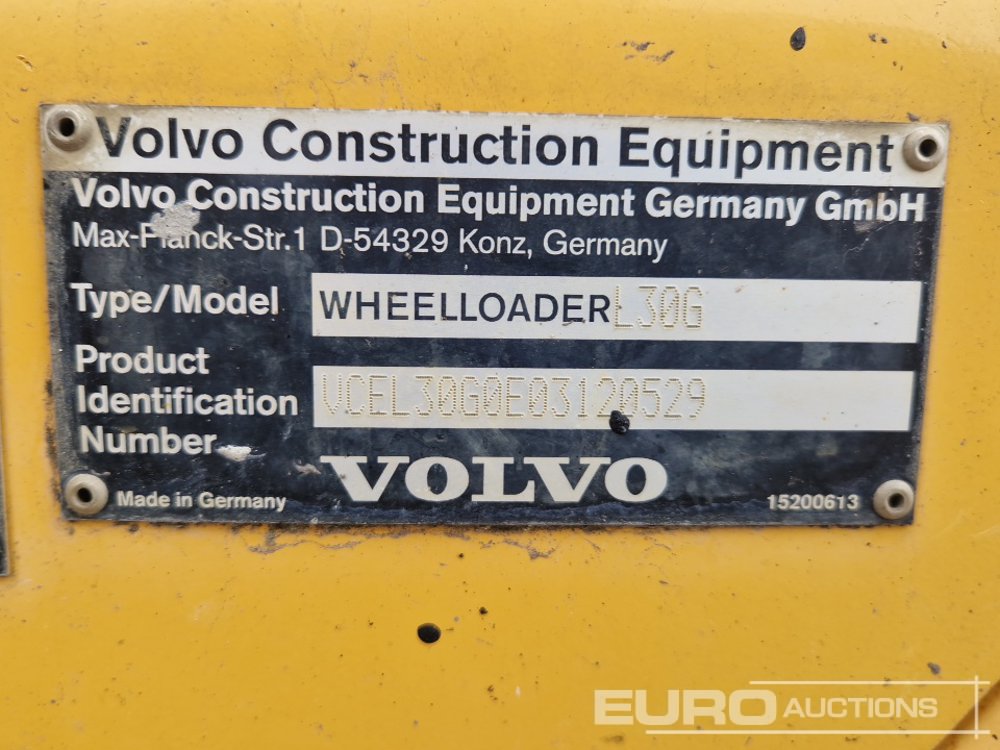 Volvo Construction Equipment
Volvo Construction Equipment Germany GmbH
Max-Planck-Str.1 D-54329 Konz, Germany
Type/Model WHEELLOADER L30G
Product
Identification VCEL30G0E03120529
Number
VOLVO
Made in Germany 15200613
EURO AUCTIONS